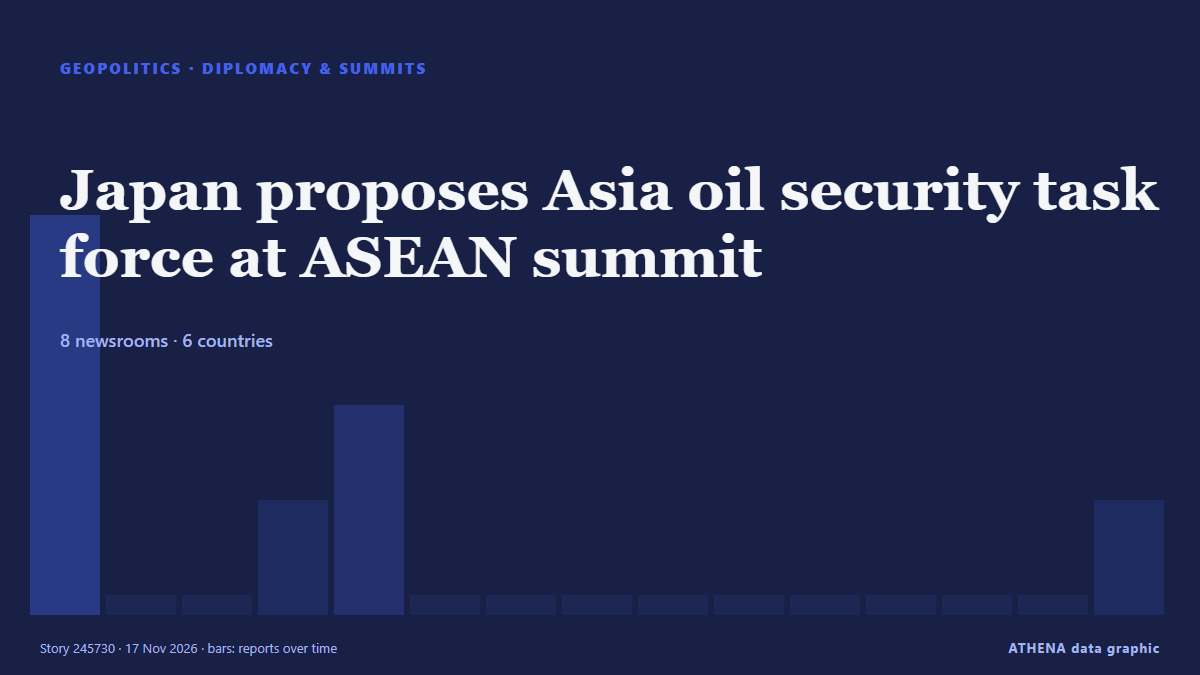 GEOPOLITICS · DIPLOMACY & SUMMITS
Japan proposes Asia oil security task
force at ASEAN summit
8 newsrooms · 6 countries
Story 245730 · 17 Nov 2026 · bars: reports over time
ATHENA data graphic